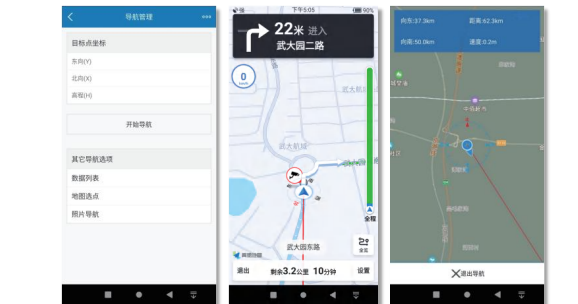 导航管理
目标点坐标
东向(Y)
北向(X)
高程(H)
开始导航
其它导航选项
数据列表
地图选点
照片导航
下午6:05
90%
22米 进入
武大园二路
0
武大航域
武大园东路
全程
全览
退出
剩余3.2公里 10分钟
设置
向东:37.3km
距离:62.3km
向南:50.0km
速度:0.2m
退出导航